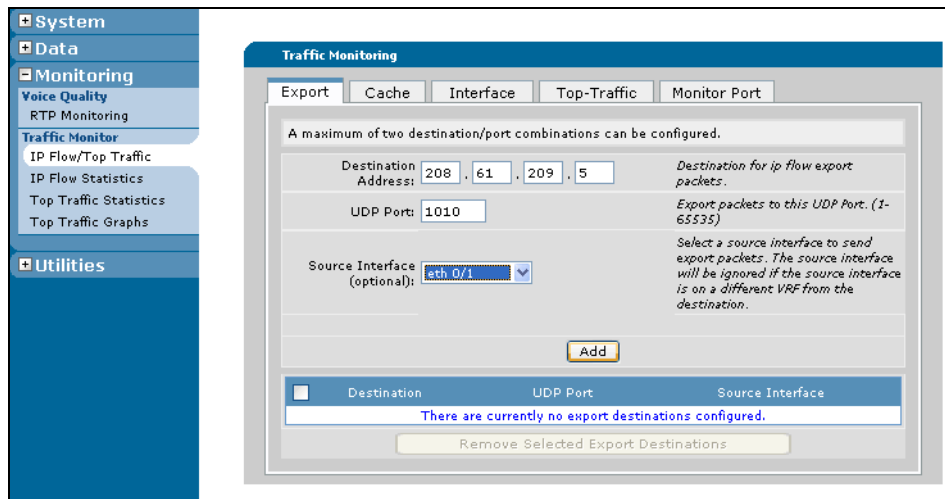 System
Data
Monitoring
Voice Quality
RTP Monitoring
Traffic Monitor
IP Flow/Top Traffic
IP Flow Statistics
Top Traffic Statistics
Top Traffic Graphs
Utilities
Traffic Monitoring
Export Cache Interface Top-Traffic Monitor Port
A maximum of two destination/port combinations can be configured.
Destination
Address: 208 . 61 . 209 . 5
Destination for ip flow export
packets.
UDP Port: 1010
Export packets to this UDP Port. (1-
65535)
Source Interface
(optional): eth 0/1
Select a source interface to send
export packets. The source interface
will be ignored if the source interface
is on a different VRF from the
destination.
Add
Destination UDP Port Source Interface
There are currently no export destinations configured.
Remove Selected Export Destinations